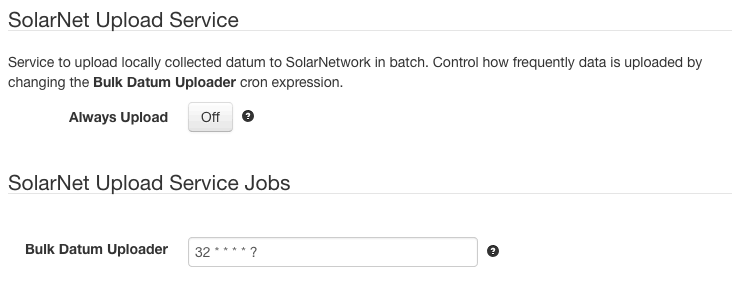 SolarNet Upload Service
Service to upload locally collected datum to SolarNetwork in batch. Control how frequently data is uploaded by
changing the Bulk Datum Uploader cron expression.
Always Upload Off ?
SolarNet Upload Service Jobs
Bulk Datum Uploader 32 * * * * ? ?